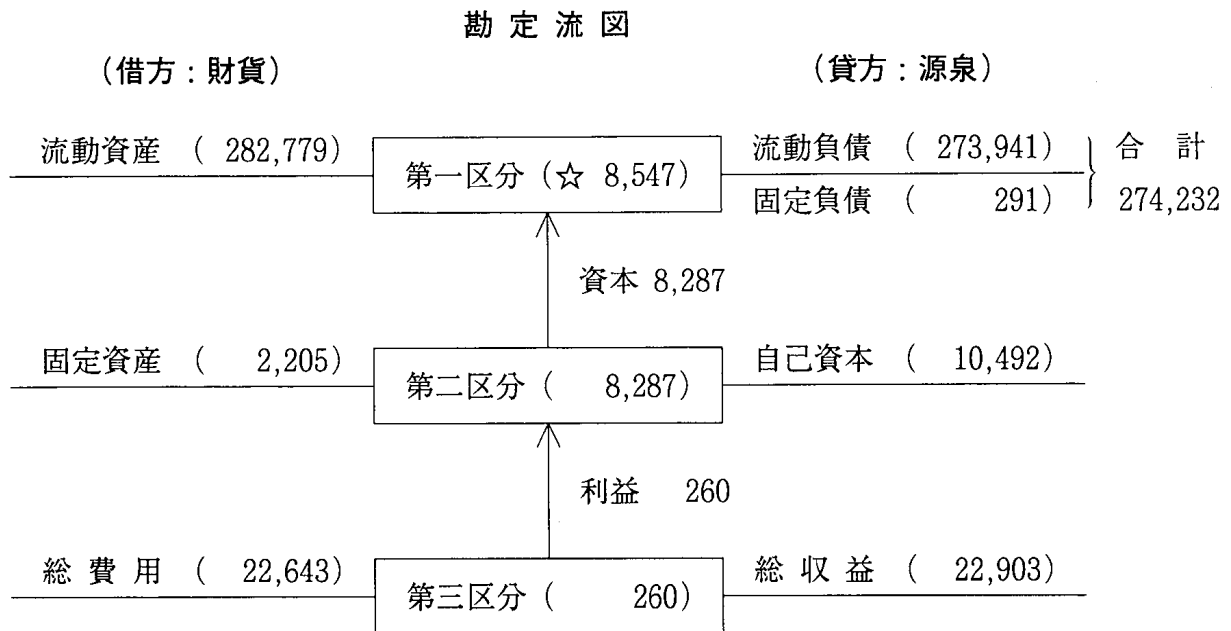 勘定流図
(借方:財貨) (貸方:源泉)
流動資産 ( 282,779) 第一区分 (☆ 8,547) 流動負債 ( 273,941) 合計
固定負債 ( 291) 274,232
資本 8,287
固定資産 ( 2,205) 第二区分 ( 8,287) 自己資本 ( 10,492)
利益 260
総費用 ( 22,643) 第三区分 ( 260) 総収益 ( 22,903)